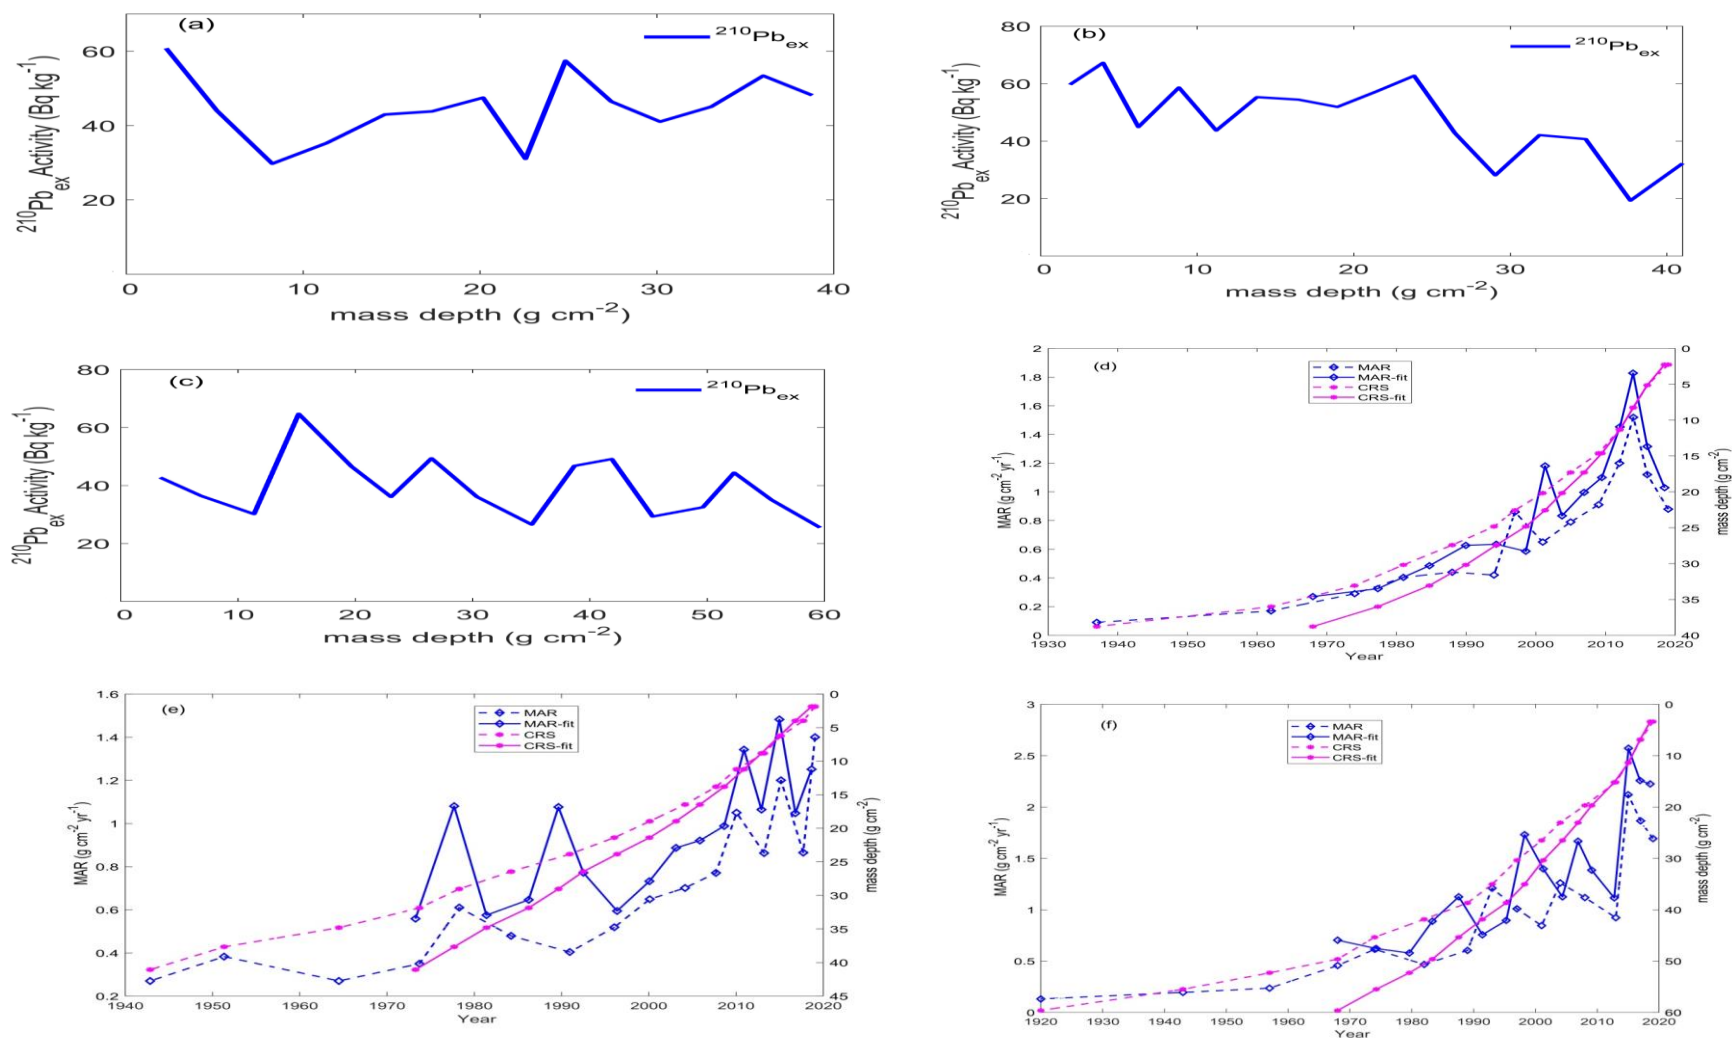 (a)
²¹⁰Pb_ex
²¹⁰Pb_ex Activity (Bq kg⁻¹)
60
40
20
0 10 20 30 40
mass depth (g cm⁻²)
(b)
²¹⁰Pb_ex
²¹⁰Pb_ex Activity (Bq kg⁻¹)
80
60
40
20
0 10 20 30 40
mass depth (g cm⁻²)
(c)
²¹⁰Pb_ex
²¹⁰Pb_ex Activity (Bq kg⁻¹)
80
60
40
20
0 10 20 30 40 50 60
mass depth (g cm⁻²)
(d)
MAR
MAR-fit
CRS
CRS-fit
MAR (g cm⁻² yr⁻¹)
2
1.8
1.6
1.4
1.2
1
0.8
0.6
0.4
0.2
0
0
5
10
15
20
25
30
35
40
mass depth (g cm⁻²)
1930 1940 1950 1960 1970 1980 1990 2000 2010 2020
Year
(e)
MAR
MAR-fit
CRS
CRS-fit
MAR (g cm⁻² yr⁻¹)
1.6
1.4
1.2
1
0.8
0.6
0.4
0.2
0
5
10
15
20
25
30
35
40
45
mass depth (g cm⁻²)
1940 1950 1960 1970 1980 1990 2000 2010 2020
Year
(f)
MAR
MAR-fit
CRS
CRS-fit
MAR (g cm⁻² yr⁻¹)
3
2.5
2
1.5
1
0.5
0
0
10
20
30
40
50
60
mass depth (g cm⁻²)
1920 1930 1940 1950 1960 1970 1980 1990 2000 2010 2020
Year